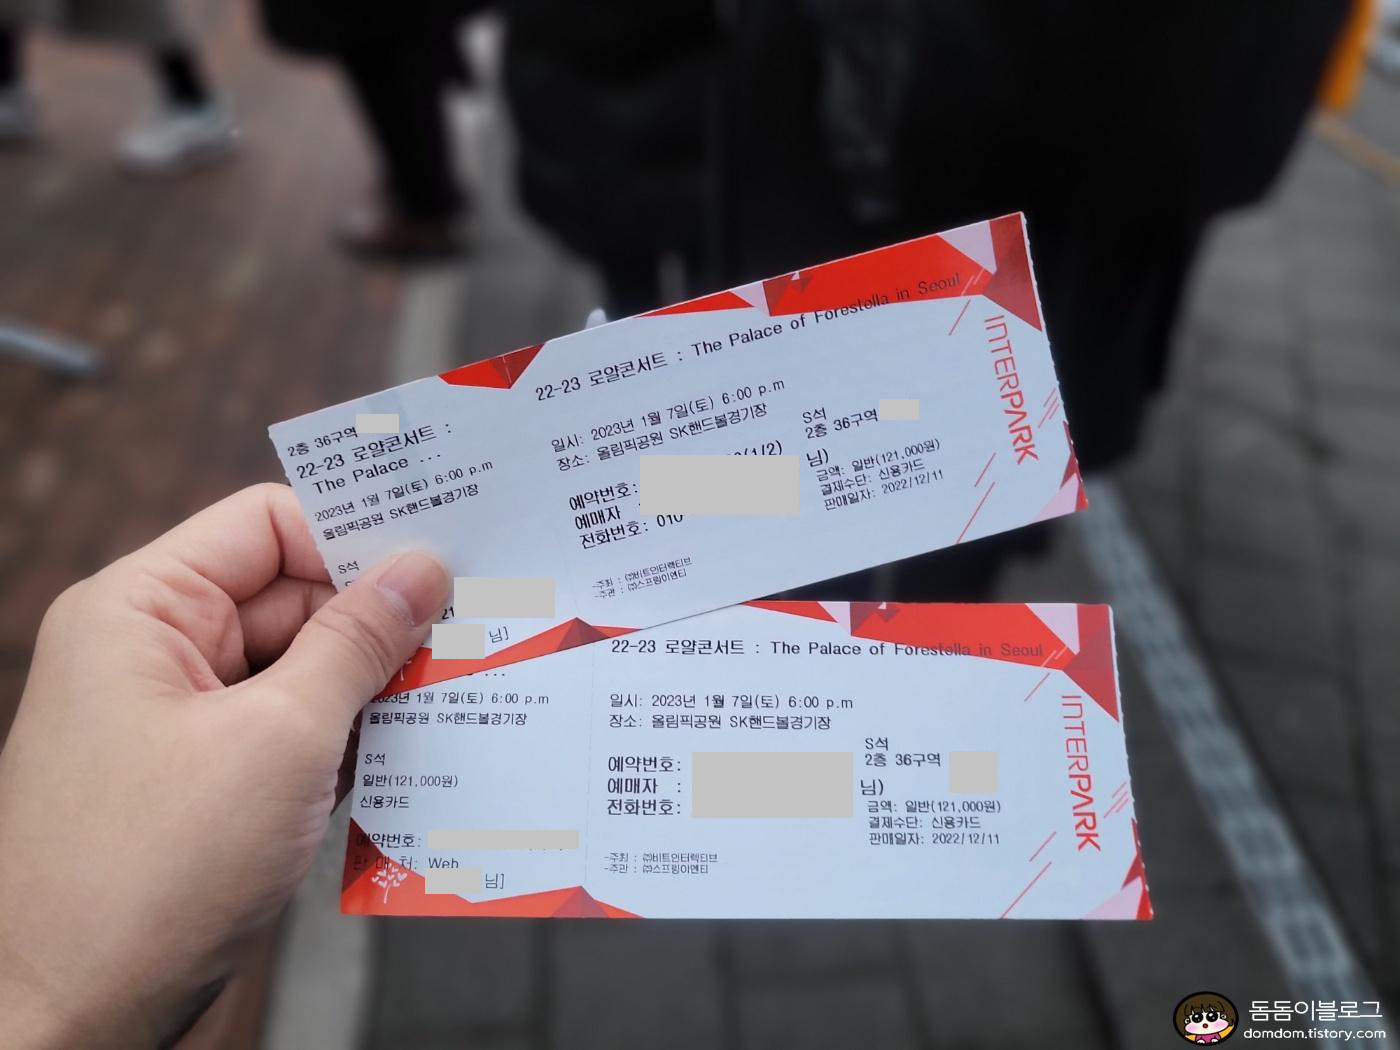 2층 36구역
22-23 로얄콘서트 :
The Palace ...
2023년 1월 7일(토) 6:00 p.m
올림픽공원 SK핸드볼경기장
S석
21
님]
22-23 로얄콘서트 : The Palace of Forestella in Seoul
일시: 2023년 1월 7일(토) 6:00 p.m
장소: 올림픽공원 SK핸드볼경기장
(1/2)
예약번호:
예매자
전화번호: 010
-주최 : ㈜비트인터렉티브
-주관 : ㈜스프링이엔티
S석
2층 36구역
님)
금액: 일반(121,000원)
결제수단: 신용카드
판매일자: 2022/12/11
INTERPARK
...
2023년 1월 7일(토) 6:00 p.m
올림픽공원 SK핸드볼경기장
S석
일반(121,000원)
신용카드
예약번호:
판 매 처: Web
님]
22-23 로얄콘서트 : The Palace of Forestella in Seoul
일시: 2023년 1월 7일(토) 6:00 p.m
장소: 올림픽공원 SK핸드볼경기장
예약번호:
예매자 :
전화번호:
-주최 : ㈜비트인터렉티브
-주관 : ㈜스프링이엔티
S석
2층 36구역
님)
금액: 일반(121,000원)
결제수단: 신용카드
판매일자: 2022/12/11
INTERPARK
돔돔이블로그
domdom.tistory.com